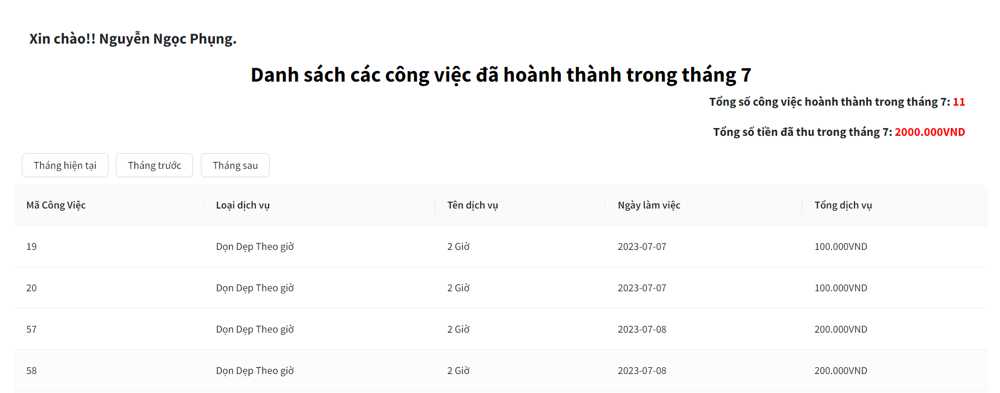 Xin chào!! Nguyễn Ngọc Phụng.
Danh sách các công việc đã hoành thành trong tháng 7
Tổng số công việc hoành thành trong tháng 7: 11
Tổng số tiền đã thu trong tháng 7: 2000.000VND
Tháng hiện tại Tháng trước Tháng sau
Mã Công Việc Loại dịch vụ Tên dịch vụ Ngày làm việc Tổng dịch vụ
19 Dọn Dẹp Theo giờ 2 Giờ 2023-07-07 100.000VND
20 Dọn Dẹp Theo giờ 2 Giờ 2023-07-07 100.000VND
57 Dọn Dẹp Theo giờ 2 Giờ 2023-07-08 200.000VND
58 Dọn Dẹp Theo giờ 2 Giờ 2023-07-08 200.000VND